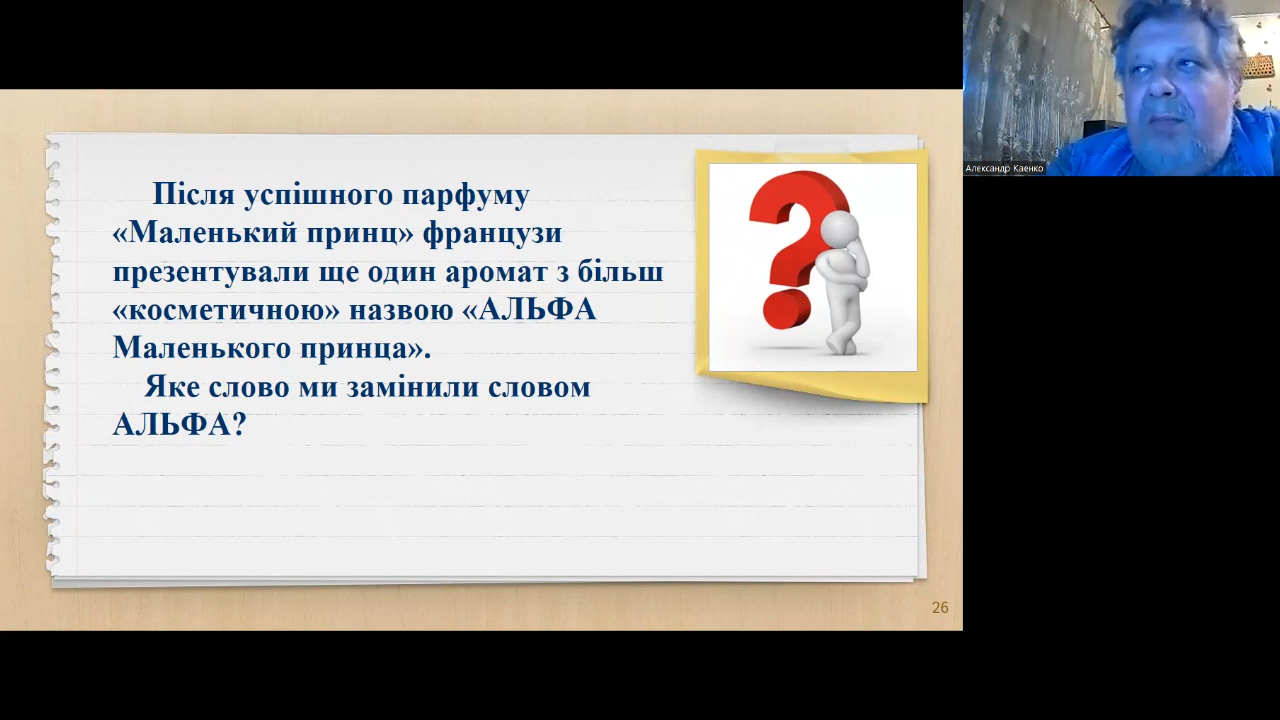 Після успішного парфуму
«Маленький принц» французи
презентували ще один аромат з більш
«косметичною» назвою «АЛЬФА
Маленького принца».
Яке слово ми замінили словом
АЛЬФА?
26
Александр Каенко